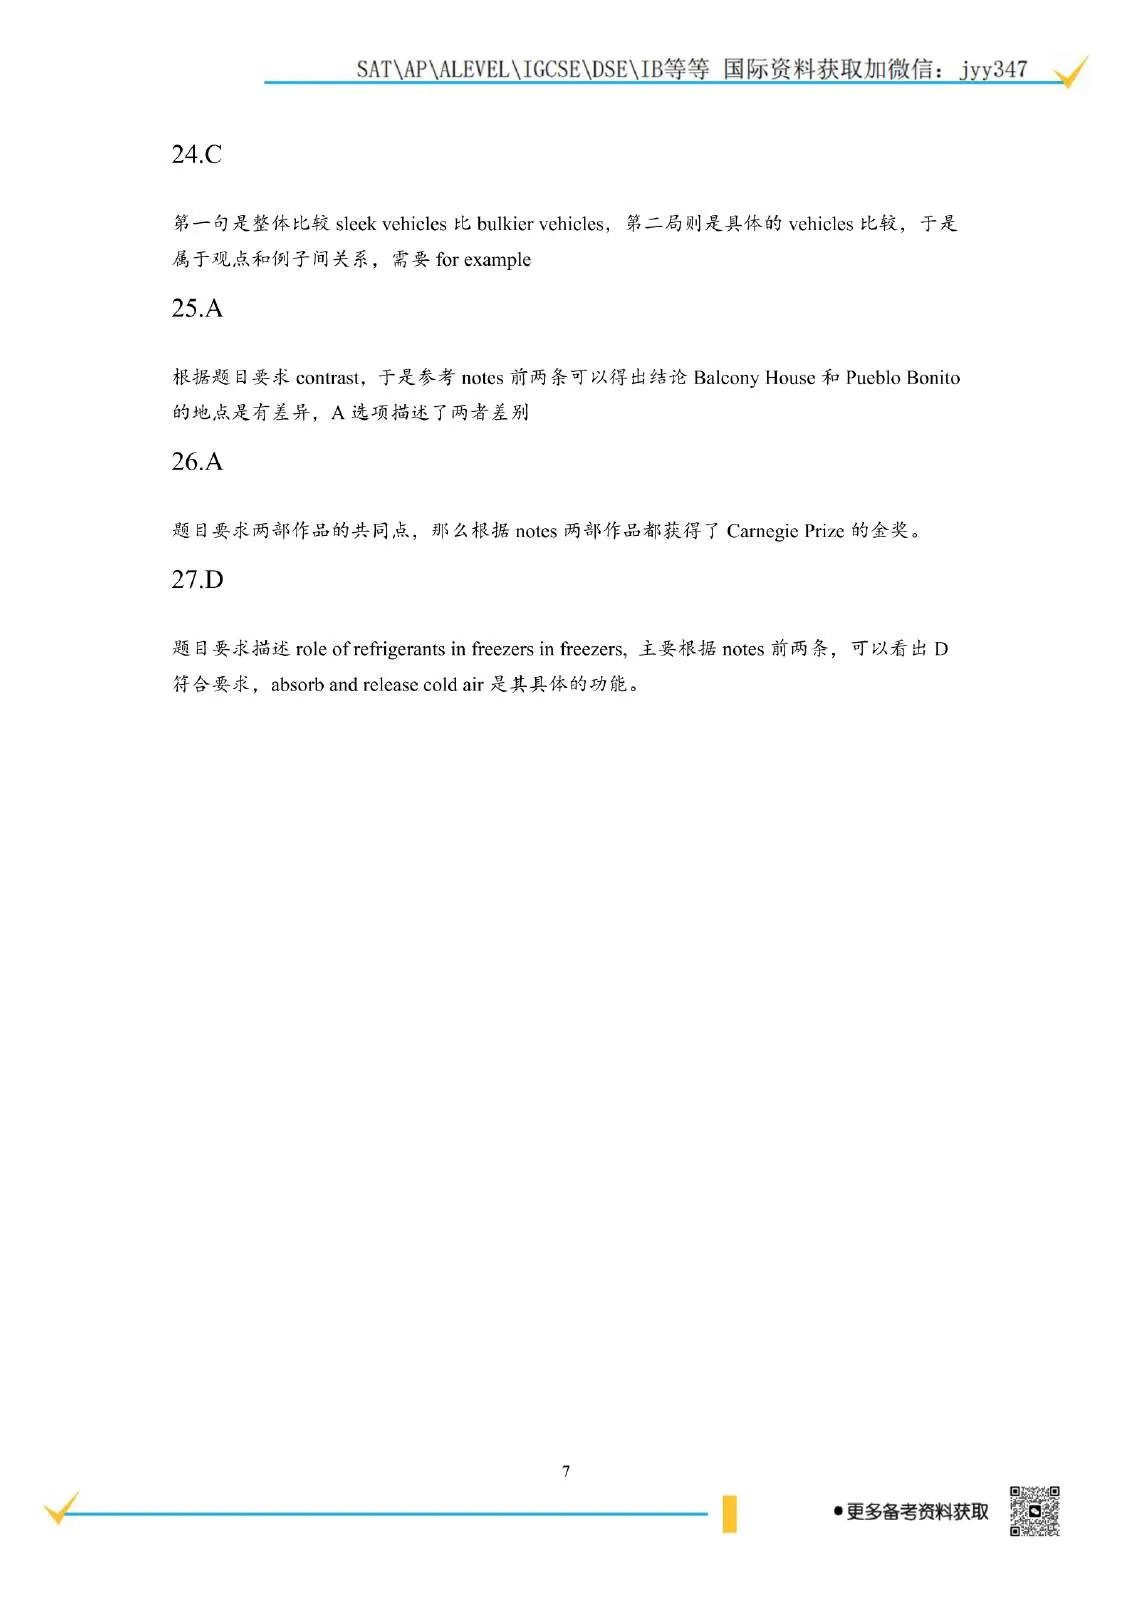 SAT\AP\ALEVEL\IGCSE\DSE\IB等等 国际资料获取加微信：jyy347
24.C
第一句是整体比较 sleek vehicles 比 bulkier vehicles，第二局则是具体的 vehicles 比较，于是
属于观点和例子间关系，需要 for example
25.A
根据题目要求 contrast，于是参考 notes 前两条可以得出结论 Balcony House 和 Pueblo Bonito
的地点是有差异，A 选项描述了两者差别
26.A
题目要求两部作品的共同点，那么根据 notes 两部作品都获得了 Carnegie Prize 的金奖。
27.D
题目要求描述 role of refrigerants in freezers in freezers, 主要根据 notes 前两条，可以看出 D
符合要求，absorb and release cold air 是其具体的功能。
7
•更多备考资料获取